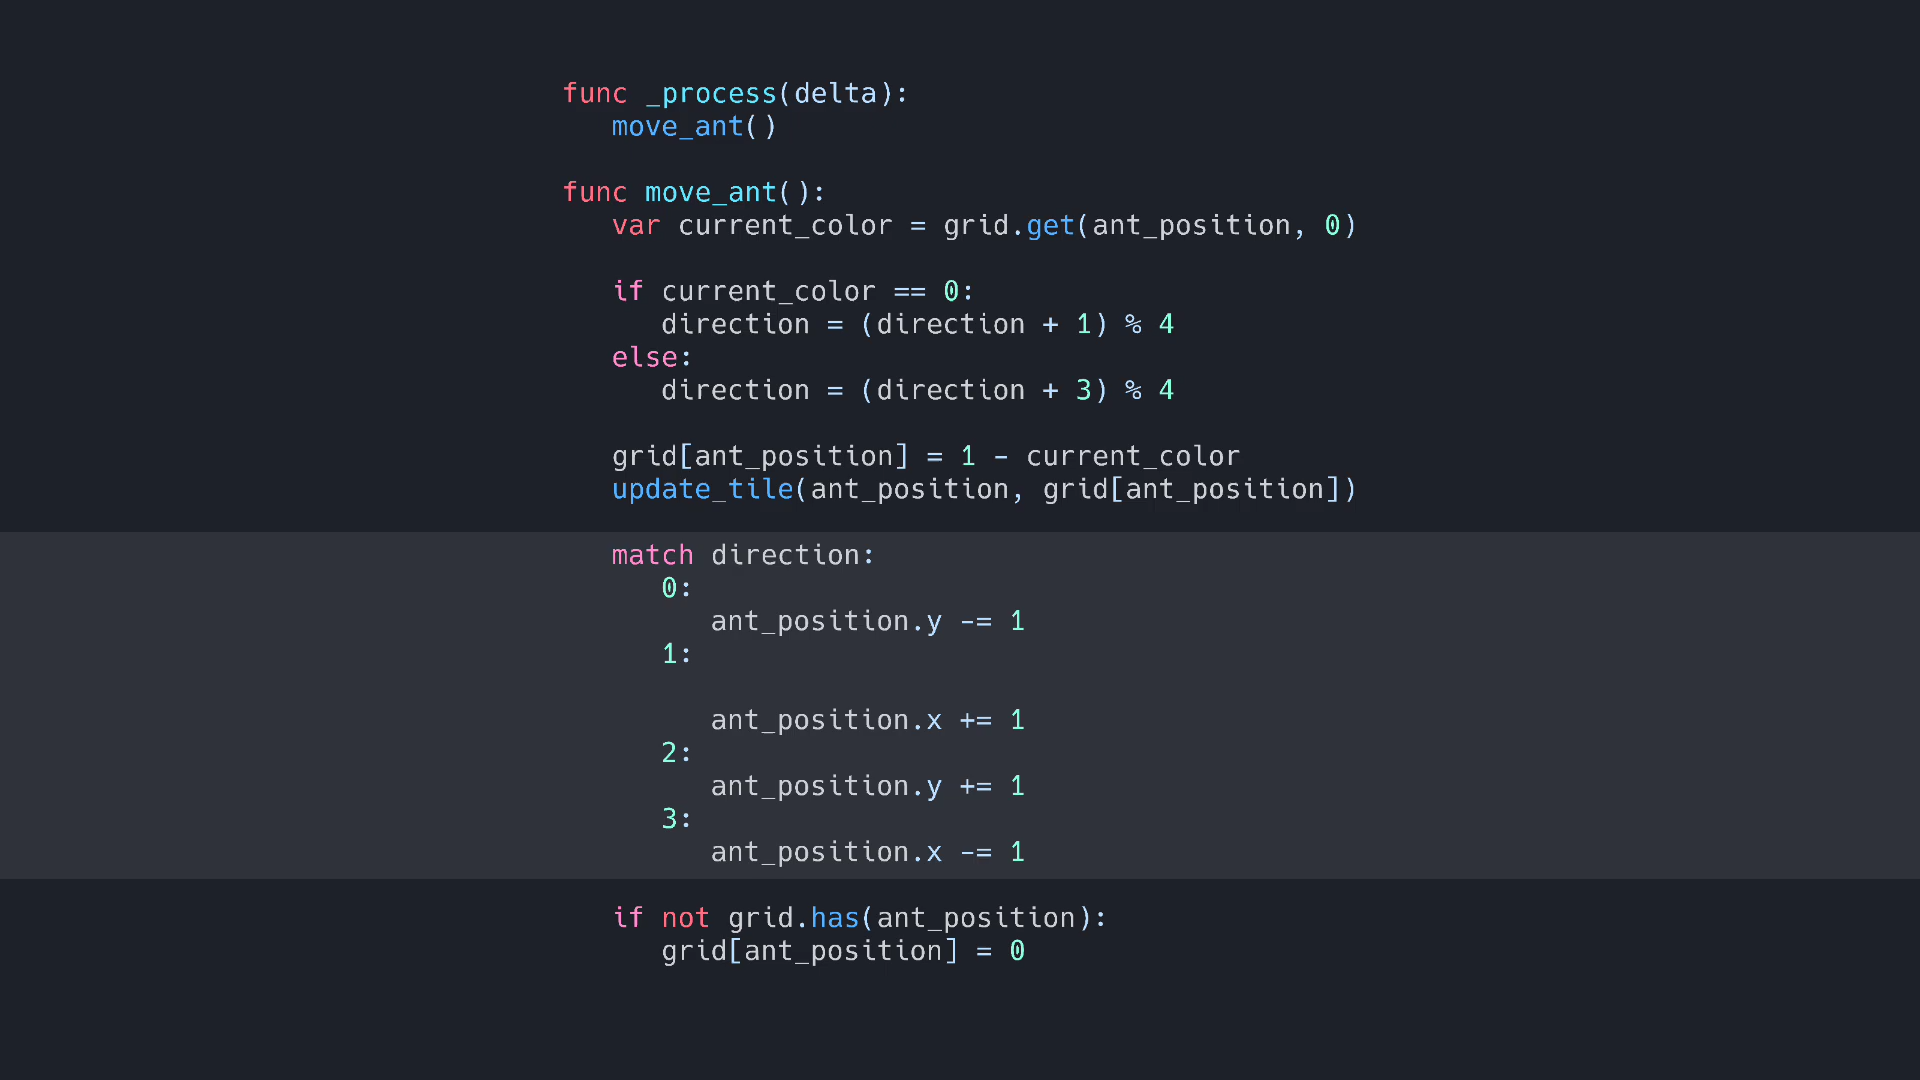 func _process(delta):
move_ant()
func move_ant():
var current_color = grid.get(ant_position, 0)
if current_color == 0:
direction = (direction + 1) % 4
else:
direction = (direction + 3) % 4
grid[ant_position] = 1 - current_color
update_tile(ant_position, grid[ant_position])
match direction:
0:
ant_position.y -= 1
1:
ant_position.x += 1
2:
ant_position.y += 1
3:
ant_position.x -= 1
if not grid.has(ant_position):
grid[ant_position] = 0